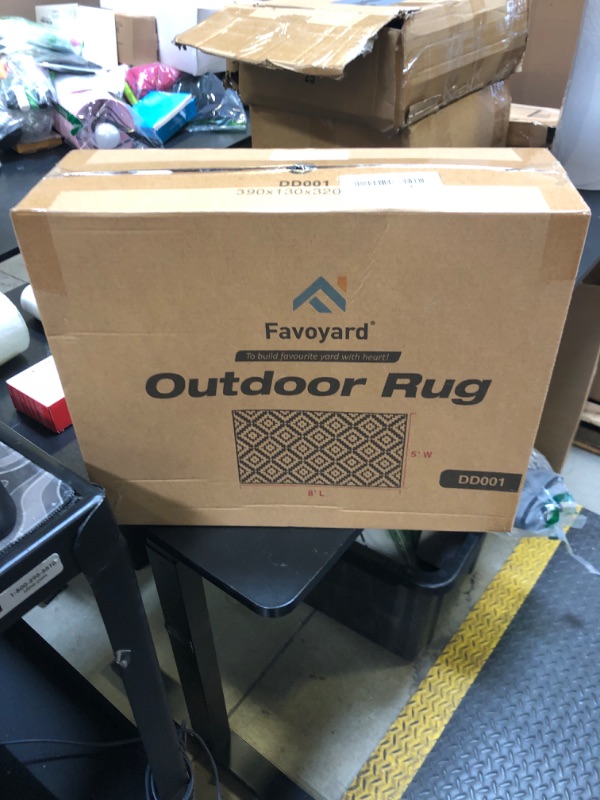 DD001
390x130x320
Favoyard®
To build favourite yard with heart!
Outdoor Rug
5' W
8' L
DD001